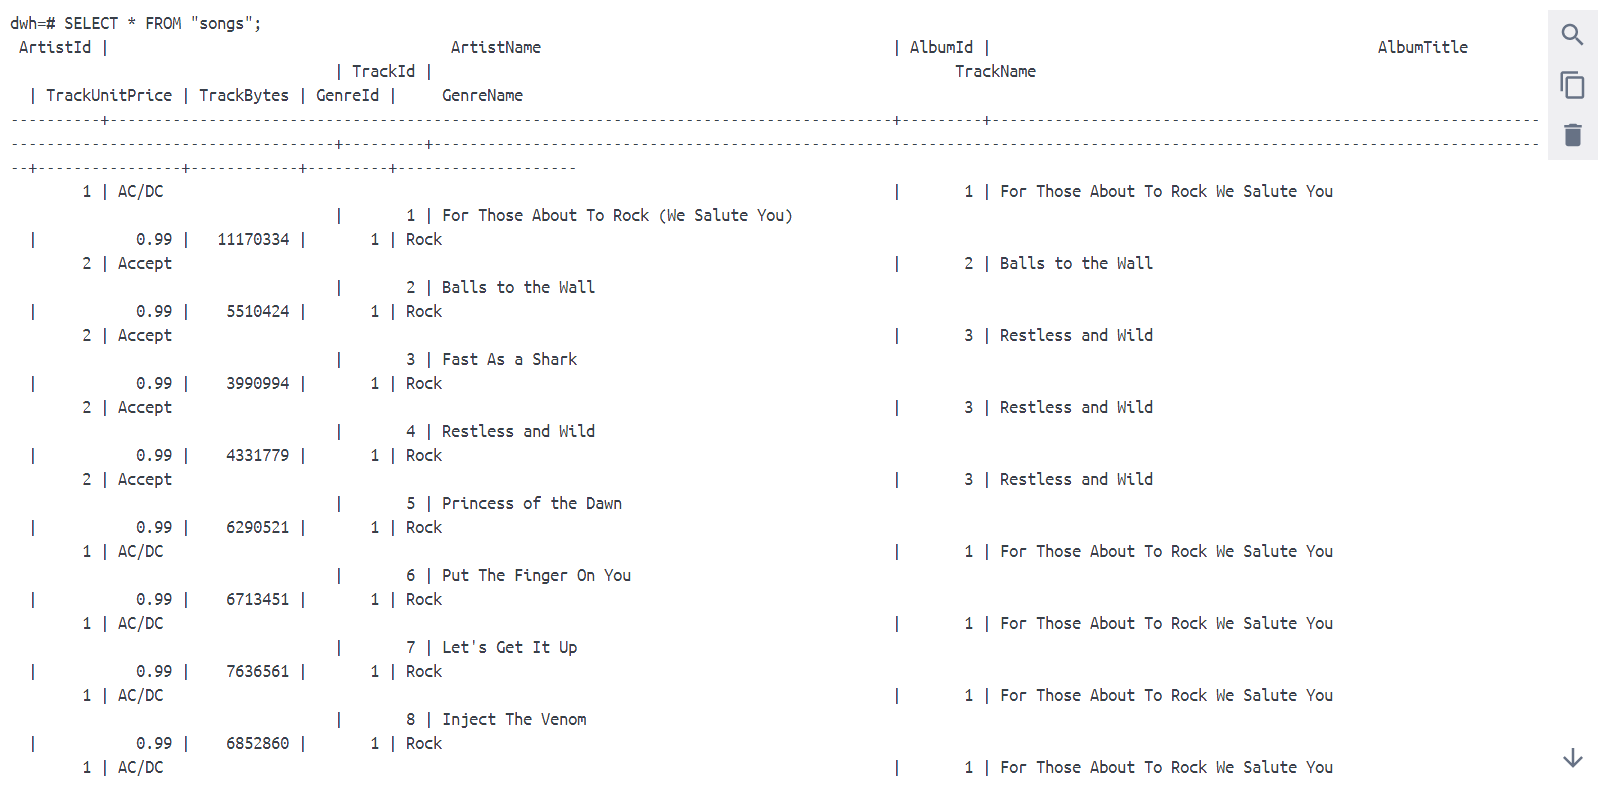 dwh=# SELECT * FROM "songs";
ArtistId | ArtistName | AlbumId | AlbumTitle
| TrackId | TrackName
| TrackUnitPrice | TrackBytes | GenreId | GenreName
----------+---------------------------------------------------------------------------------------+---------+-------------------------------------------------------------
------------------------------------+---------+---------------------------------------------------------------------------------------------------------------------------
--+----------------+-----------+---------+--------------------
1 | AC/DC | 1 | For Those About To Rock We Salute You
| 1 | For Those About To Rock (We Salute You)
| 0.99 | 11170334 | 1 | Rock
2 | Accept | 2 | Balls to the Wall
| 2 | Balls to the Wall
| 0.99 | 5510424 | 1 | Rock
2 | Accept | 3 | Restless and Wild
| 3 | Fast As a Shark
| 0.99 | 3990994 | 1 | Rock
2 | Accept | 3 | Restless and Wild
| 4 | Restless and Wild
| 0.99 | 4331779 | 1 | Rock
2 | Accept | 3 | Restless and Wild
| 5 | Princess of the Dawn
| 0.99 | 6290521 | 1 | Rock
1 | AC/DC | 1 | For Those About To Rock We Salute You
| 6 | Put The Finger On You
| 0.99 | 6713451 | 1 | Rock
1 | AC/DC | 1 | For Those About To Rock We Salute You
| 7 | Let's Get It Up
| 0.99 | 7636561 | 1 | Rock
1 | AC/DC | 1 | For Those About To Rock We Salute You
| 8 | Inject The Venom
| 0.99 | 6852860 | 1 | Rock
1 | AC/DC | 1 | For Those About To Rock We Salute You